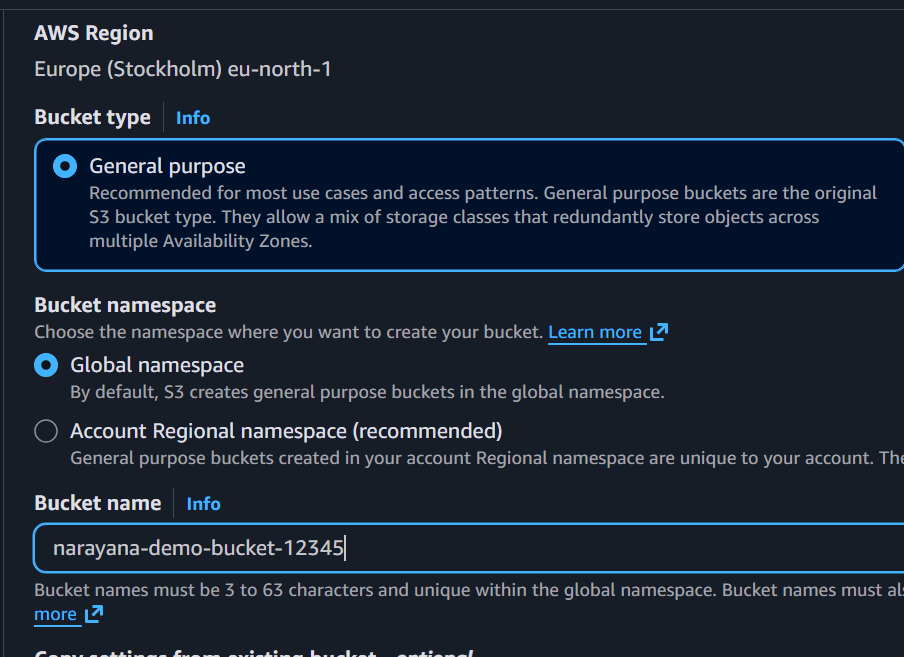 AWS Region
Europe (Stockholm) eu-north-1
Bucket type Info
General purpose
Recommended for most use cases and access patterns. General purpose buckets are the original
S3 bucket type. They allow a mix of storage classes that redundantly store objects across
multiple Availability Zones.
Bucket namespace
Choose the namespace where you want to create your bucket. Learn more
Global namespace
By default, S3 creates general purpose buckets in the global namespace.
Account Regional namespace (recommended)
General purpose buckets created in your account Regional namespace are unique to your account.
Bucket name Info
narayana-demo-bucket-12345
Bucket names must be 3 to 63 characters and unique within the global namespace. Bucket names must
more
Copy settings from existing bucket - optional